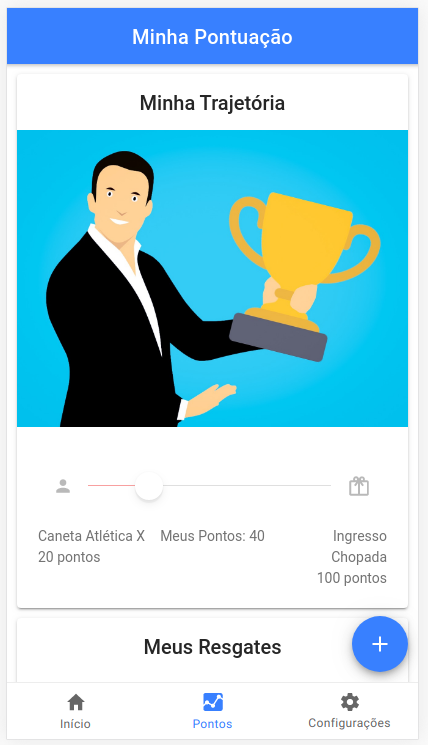 Minha Pontuação
Minha Trajetória
Caneta Atlética X
20 pontos
Meus Pontos: 40
Ingresso
Chopada
100 pontos
Meus Resgates
Início
Pontos
Configurações